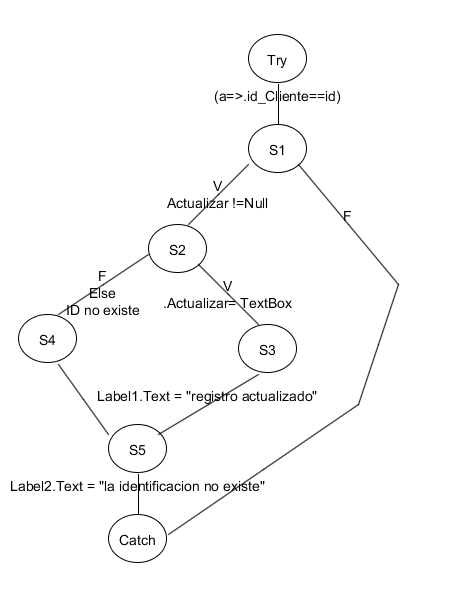 Try
(a=>.id_Cliente==id)
S1
V
Actualizar !=Null
F
S2
F
Else
ID no existe
V
.Actualizar= TextBox
S4
S3
Label1.Text = "registro actualizado"
S5
Label2.Text = "la identificacion no existe"
Catch